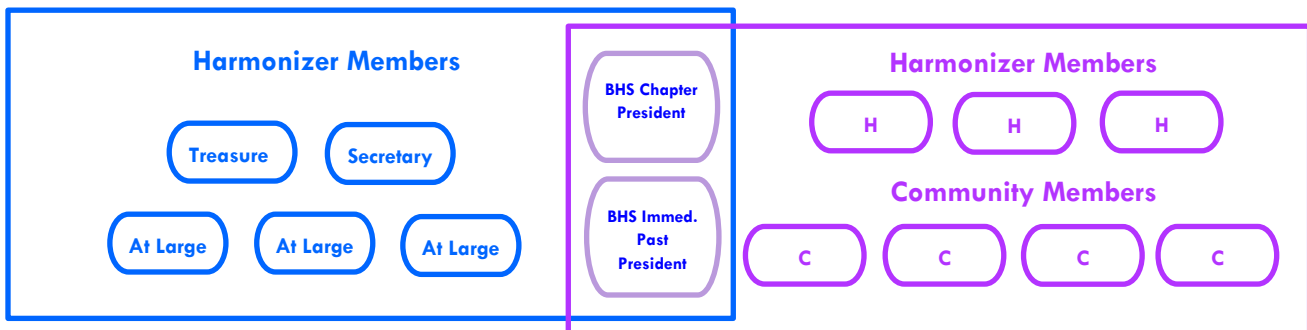 Harmonizer Members
Treasure
Secretary
At Large
At Large
At Large
BHS Chapter
President
BHS Immed.
Past
President
Harmonizer Members
H
H
H
Community Members
C
C
C
C